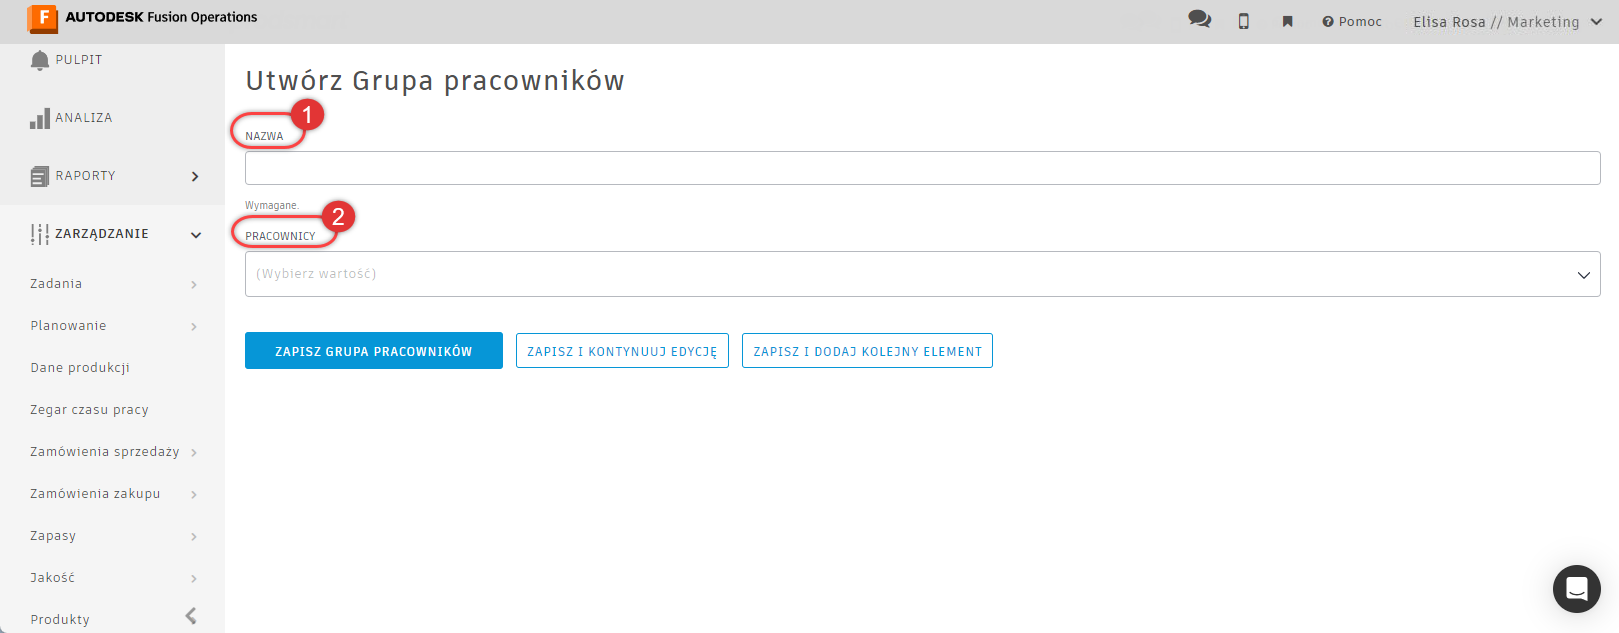 F AUTODESK Fusion Operations
Pomoc
Elisa Rosa // Marketing
PULPIT
ANALIZA
RAPORTY
ZARZĄDZANIE
Zadania
Planowanie
Dane produkcji
Zegar czasu pracy
Zamówienia sprzedaży
Zamówienia zakupu
Zapasy
Jakość
Produkty
Utwórz Grupa pracowników
1
NAZWA
Wymagane.
2
PRACOWNICY
(Wybierz wartość)
ZAPISZ GRUPA PRACOWNIKÓW
ZAPISZ I KONTYNUUJ EDYCJĘ
ZAPISZ I DODAJ KOLEJNY ELEMENT